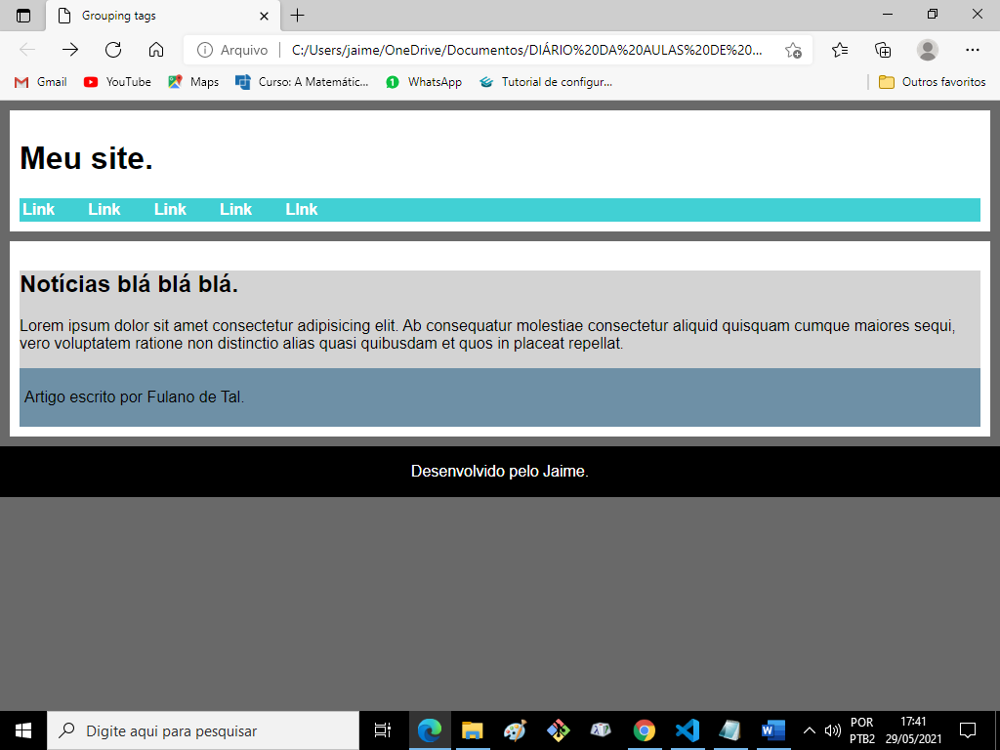 Grouping tags
Arquivo
C:/Users/jaime/OneDrive/Documentos/DIÁRIO%20DA%20AULAS%20DE%20...
Gmail
YouTube
Maps
Curso: A Matemátic...
WhatsApp
Tutorial de configur...
Outros favoritos
Meu site.
Link Link Link Link LInk
Notícias blá blá blá.
Lorem ipsum dolor sit amet consectetur adipisicing elit. Ab consequatur molestiae consectetur aliquid quisquam cumque maiores sequi,
vero voluptatem ratione non distinctio alias quasi quibusdam et quos in placeat repellat.
Artigo escrito por Fulano de Tal.
Desenvolvido pelo Jaime.
Digite aqui para pesquisar
POR
PTB2
17:41
29/05/2021